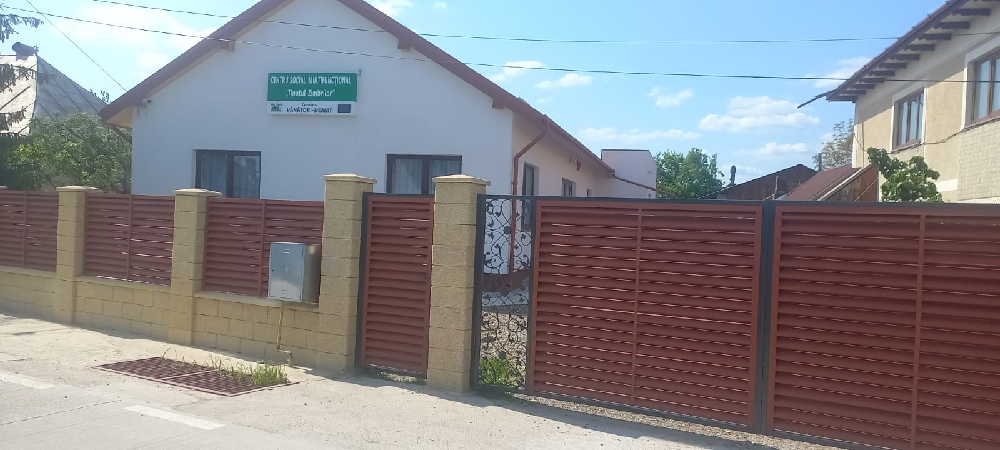 CENTRU SOCIAL MULTIFUNCȚIONAL
„Ținutul Zimbrilor"
Comuna
VÂNĂTORI-NEAMȚ